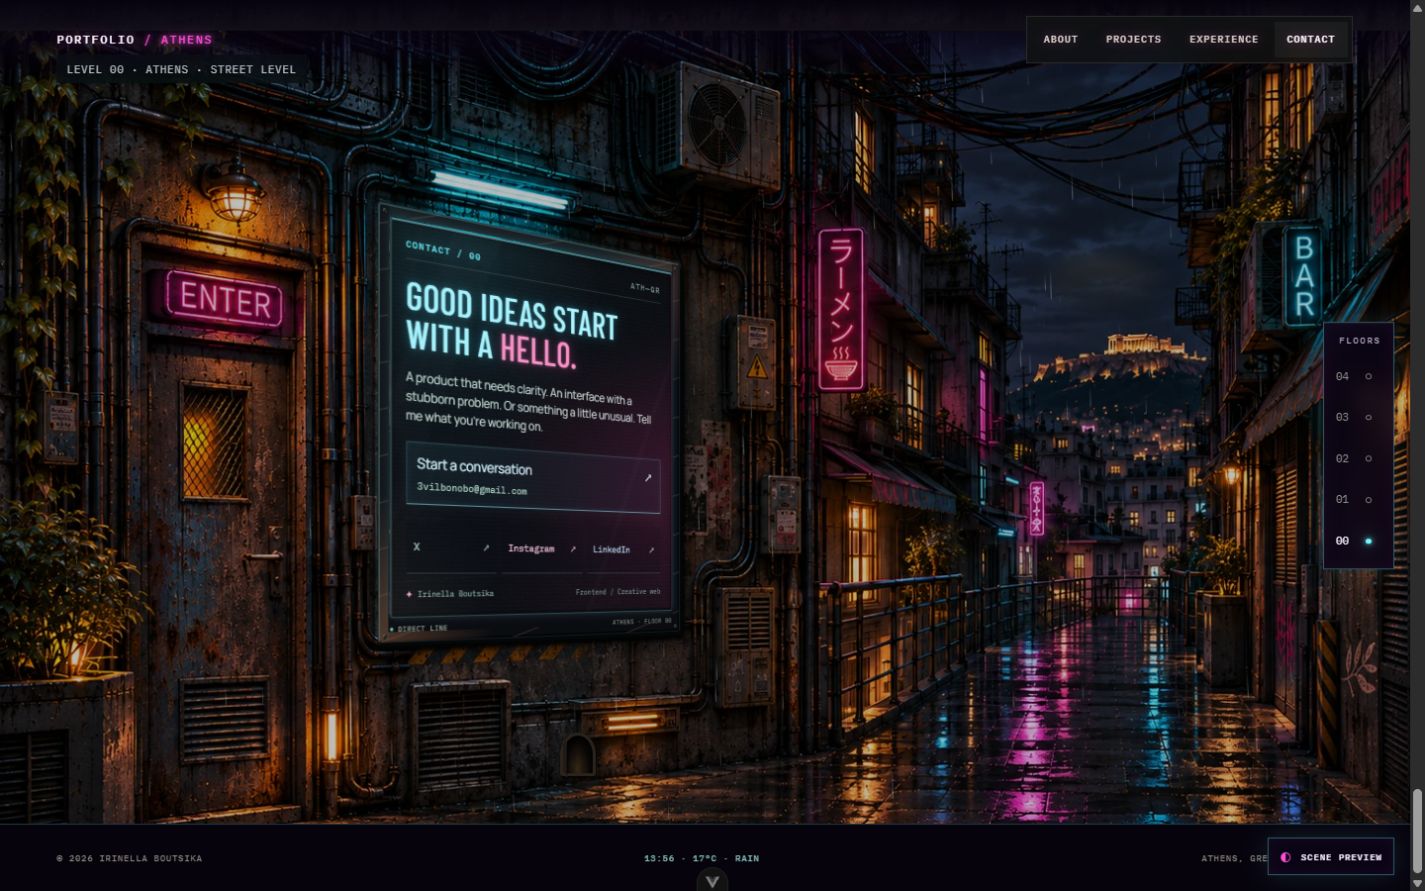 PORTFOLIO / ATHENS
ABOUT PROJECTS EXPERIENCE CONTACT
LEVEL 00 · ATHENS · STREET LEVEL
ENTER
CONTACT / 00
ATH—GR
GOOD IDEAS START
WITH A HELLO.
A product that needs clarity. An interface with a
stubborn problem. Or something a little unusual. Tell
me what you're working on.
Start a conversation ↗
3vilbonobo@gmail.com
X ↗ Instagram ↗ LinkedIn ↗
Irinella Boutsika
Frontend / Creative web
DIRECT LINE
ATHENS · FLOOR 00
ラーメン
BAR
FLOORS
04
03
02
01
00
© 2026 IRINELLA BOUTSIKA
13:56 · 17°C · RAIN
ATHENS, GRE
SCENE PREVIEW